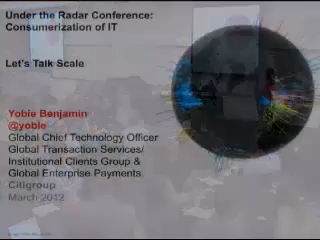 Under the Radar Conference:
Consumerization of IT
Let's Talk Scale
Yobie Benjamin
@yobie
Global Chief Technology Officer
Global Transaction Services/
Institutional Clients Group &
Global Enterprise Payments
Citigroup
March 2012